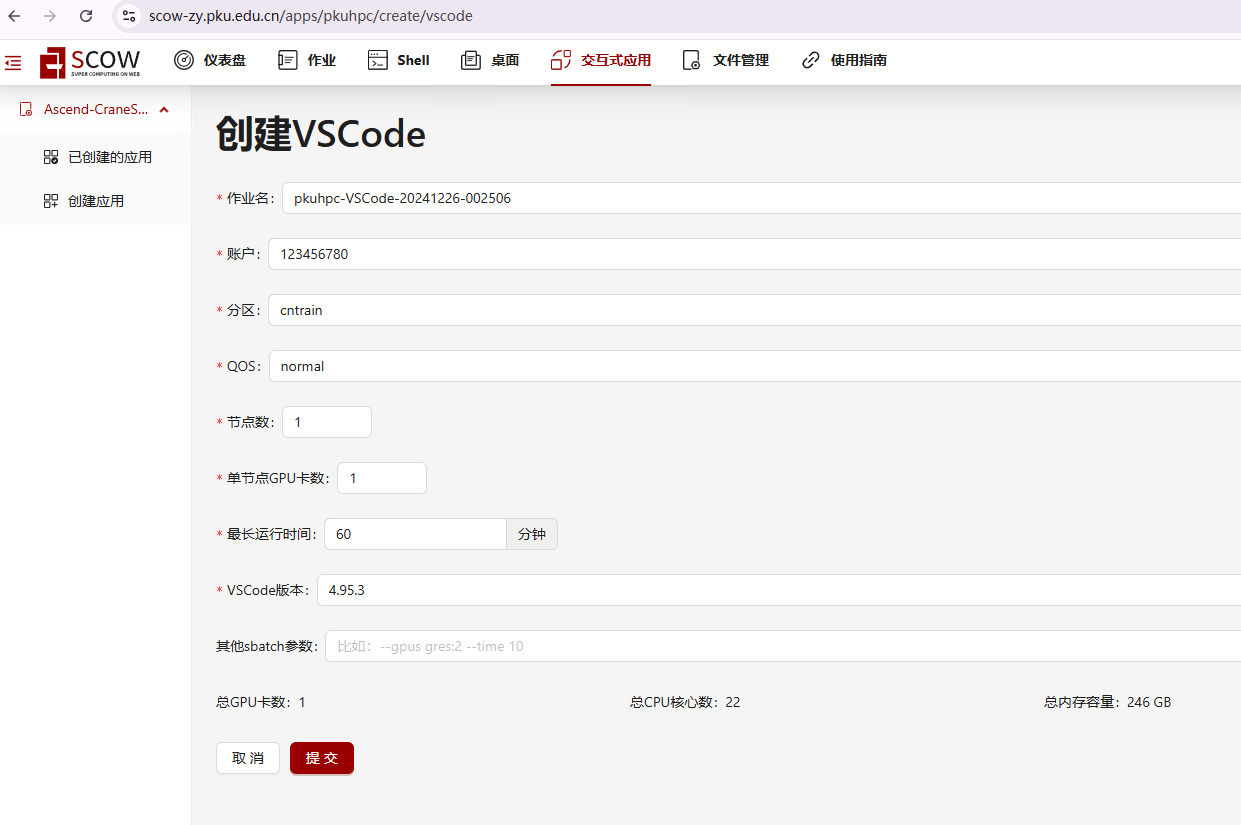 scow-zy.pku.edu.cn/apps/pkuhpc/create/vscode
SCOW
SUPER COMPUTING ON WEB
仪表盘 作业 Shell 桌面 交互式应用 文件管理 使用指南
Ascend-CraneS...
已创建的应用
创建应用
创建VSCode
* 作业名: pkuhpc-VSCode-20241226-002506
* 账户: 123456780
* 分区: cntrain
* QOS: normal
* 节点数: 1
* 单节点GPU卡数: 1
* 最长运行时间: 60 分钟
* VSCode版本: 4.95.3
其他sbatch参数: 比如：--gpus gres:2 --time 10
总GPU卡数：1 总CPU核心数：22 总内存容量：246 GB
取 消 提 交